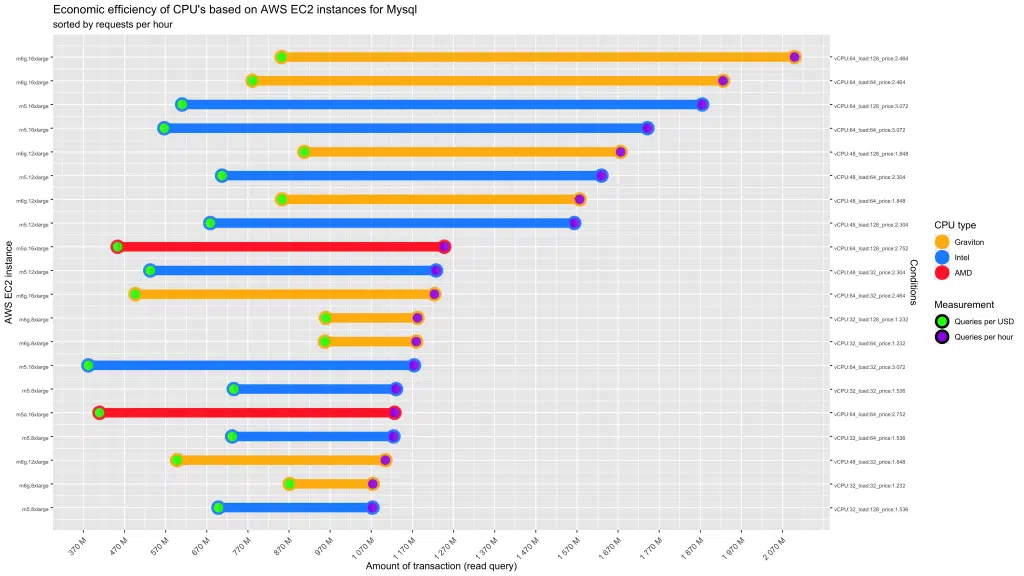 Economic efficiency of CPU's based on AWS EC2 instances for Mysql
sorted by requests per hour
AWS EC2 instance
m6g.16xlarge vCPU:64_load:128_price:2.464
m6g.16xlarge vCPU:64_load:64_price:2.464
m5.16xlarge vCPU:64_load:128_price:3.072
m5.16xlarge vCPU:64_load:64_price:3.072
m6g.12xlarge vCPU:48_load:128_price:1.848
m5.12xlarge vCPU:48_load:64_price:2.304
m6g.12xlarge vCPU:48_load:64_price:1.848
m5.12xlarge vCPU:48_load:128_price:2.304
m5a.16xlarge vCPU:64_load:128_price:2.752
m5.12xlarge vCPU:48_load:32_price:2.304
m6g.16xlarge vCPU:64_load:32_price:2.464
m6g.8xlarge vCPU:32_load:128_price:1.232
m6g.8xlarge vCPU:32_load:64_price:1.232
m5.16xlarge vCPU:64_load:32_price:3.072
m5.8xlarge vCPU:32_load:32_price:1.536
m5a.16xlarge vCPU:64_load:64_price:2.752
m5.8xlarge vCPU:32_load:64_price:1.536
m6g.12xlarge vCPU:48_load:32_price:1.848
m6g.8xlarge vCPU:32_load:32_price:1.232
m5.8xlarge vCPU:32_load:128_price:1.536
370 M 470 M 570 M 670 M 770 M 870 M 970 M 1 070 M 1 170 M 1 270 M 1 370 M 1 470 M 1 570 M 1 670 M 1 770 M 1 870 M 1 970 M 2 070 M
Amount of transaction (read query)
Conditions
CPU type
Graviton
Intel
AMD
Measurement
Queries per USD
Queries per hour